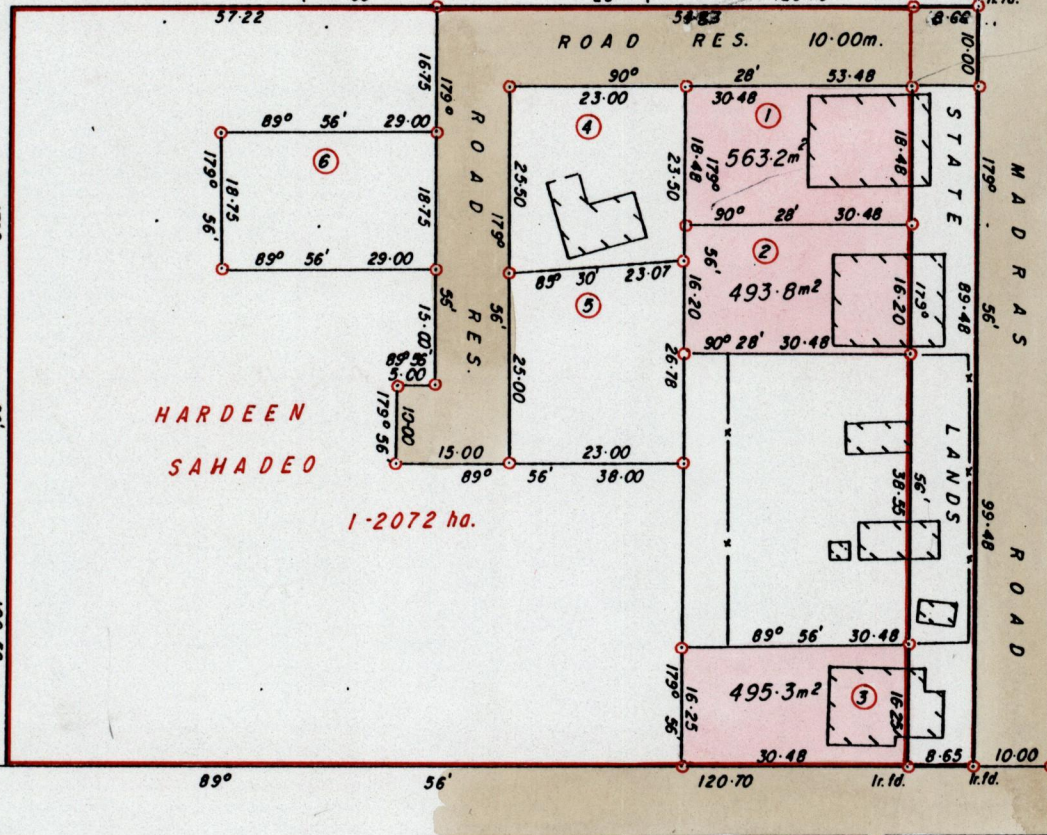 57.22
54.83
8.66
ROAD RES. 10.00m.
10.00
16.75
179°
90° 28' 53.48
23.00
30.48
④
①
563.2m²
18.48
179°
18.48
23.50
89° 56' 29.00
⑥
179° 56'
18.75
18.75
89° 56' 29.00
ROAD RES.
25.50
179° 56'
STATE LANDS
MADRAS ROAD
179° 56'
90° 28' 30.48
②
493.8m²
56'
16.20
16.20
179°
89.48
85° 30' 23.07
⑤
56'
15.00
90° 28' 30.48
89° 56'
5.00
179° 56
10.00
25.00
26.78
HARDEEN
SAHADEO
15.00
23.00
89° 56' 38.00
56'
38.55
99.48
1.2072 ha.
89° 56' 30.48
495.3m²
③
179° 56'
16.25
16.25
30.48
8.65
10.00
89° 56' 120.70
Ir.fd.
Ir.fd.